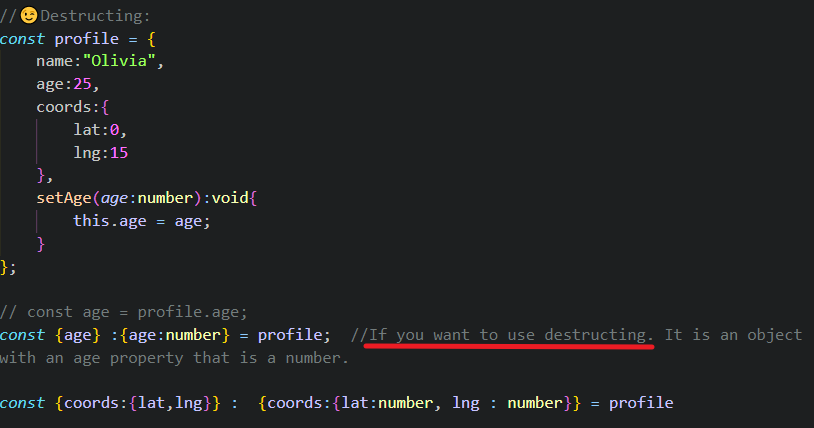 //😉Destructing:
const profile = {
    name:"Olivia",
    age:25,
    coords:{
        lat:0,
        lng:15
    },
    setAge(age:number):void{
        this.age = age;
    }
};
// const age = profile.age;
const {age} :{age:number} = profile;  //If you want to use destructing. It is an object
with an age property that is a number.
const {coords:{lat,lng}} :  {coords:{lat:number, lng : number}} = profile